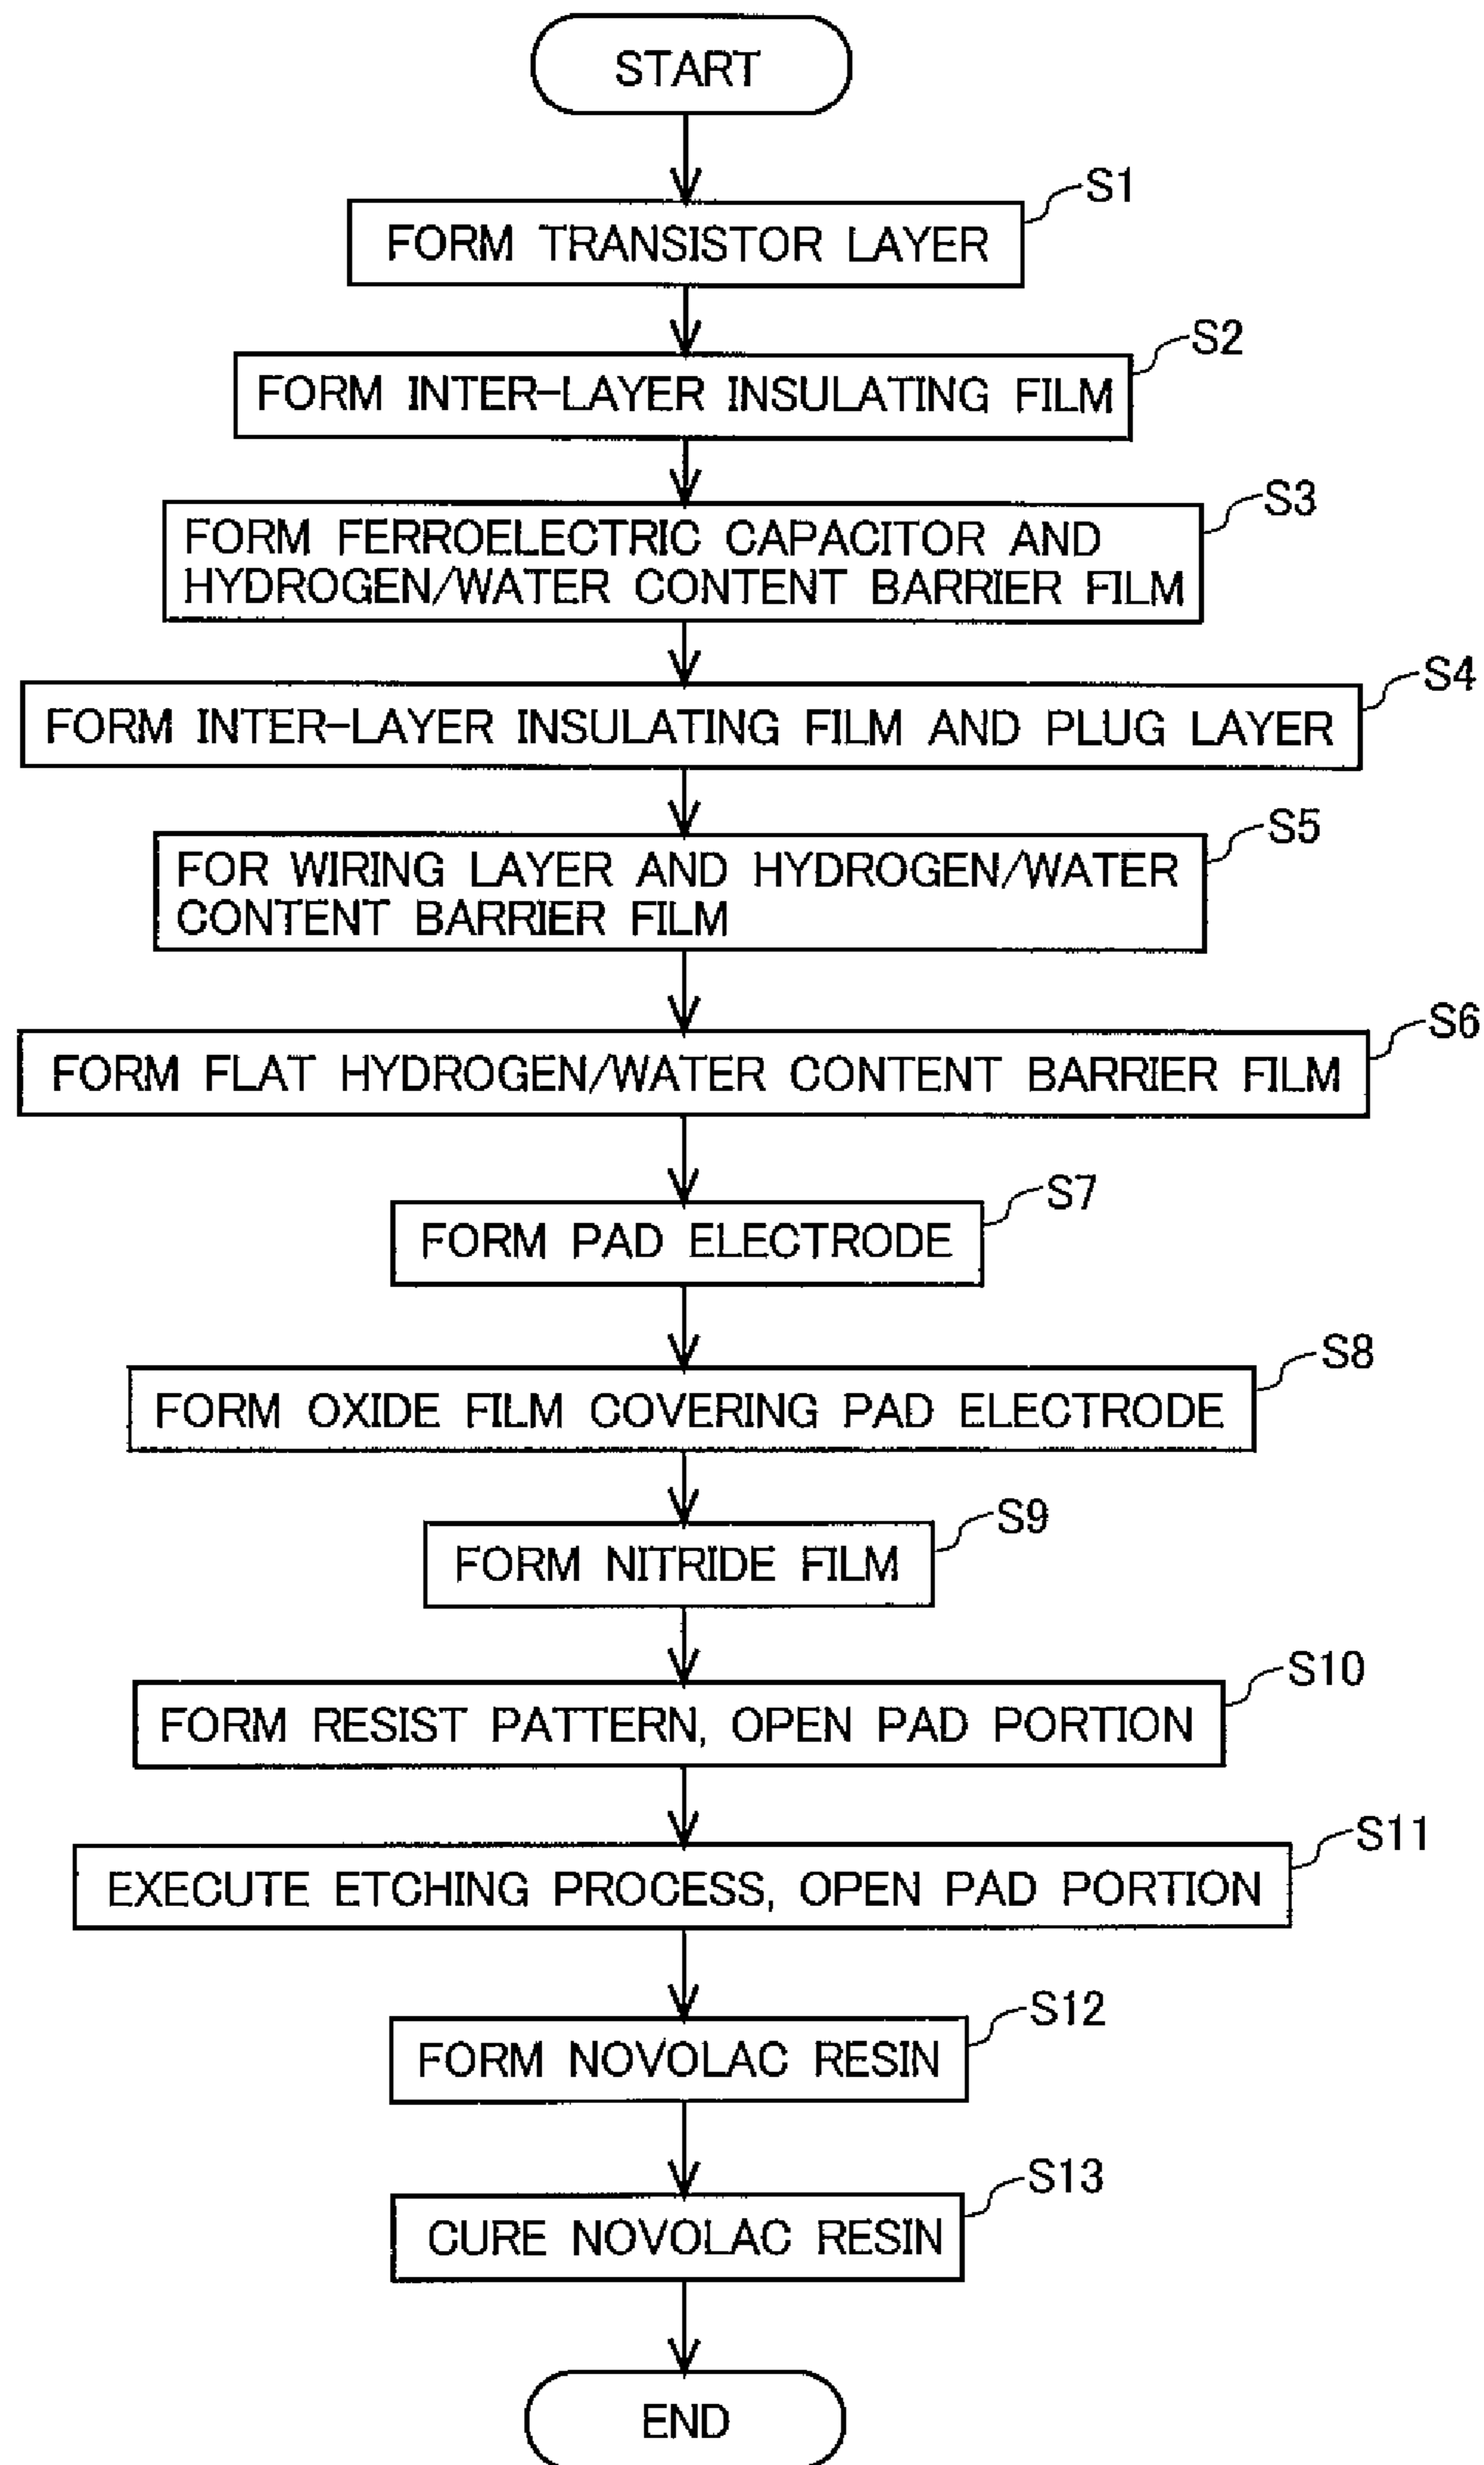 START
S1
FORM TRANSISTOR LAYER
S2
FORM INTER-LAYER INSULATING FILM
S3
FORM FERROELECTRIC CAPACITOR AND
HYDROGEN/WATER CONTENT BARRIER FILM
S4
FORM INTER-LAYER INSULATING FILM AND PLUG LAYER
S5
FOR WIRING LAYER AND HYDROGEN/WATER
CONTENT BARRIER FILM
S6
FORM FLAT HYDROGEN/WATER CONTENT BARRIER FILM
S7
FORM PAD ELECTRODE
S8
FORM OXIDE FILM COVERING PAD ELECTRODE
S9
FORM NITRIDE FILM
S10
FORM RESIST PATTERN, OPEN PAD PORTION
S11
EXECUTE ETCHING PROCESS, OPEN PAD PORTION
S12
FORM NOVOLAC RESIN
S13
CURE NOVOLAC RESIN
END